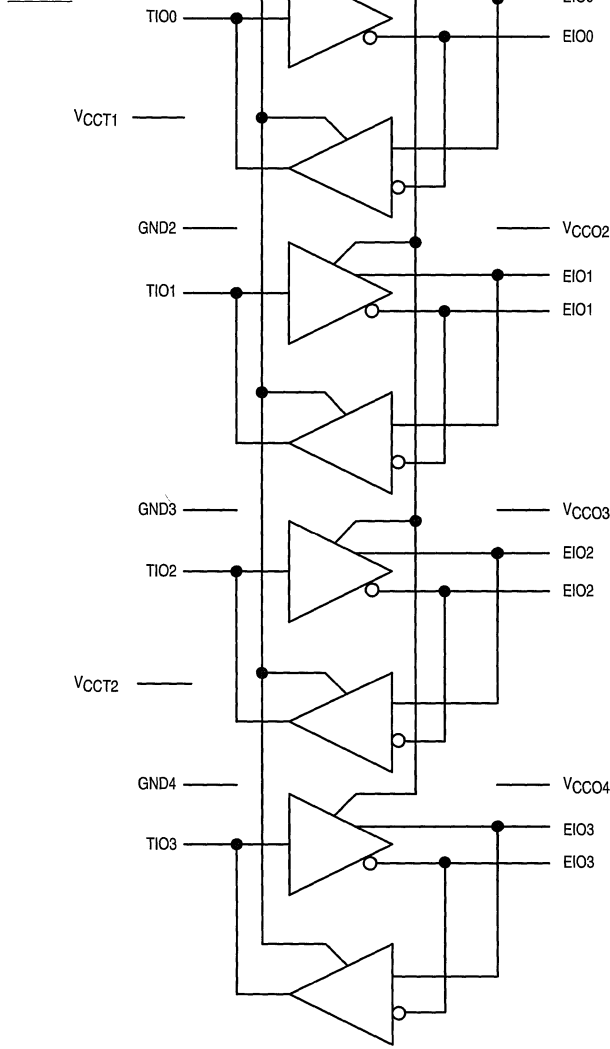 TIO0
EIO0
VCCT1
GND2
VCCO2
EIO1
TIO1
EIO1
GND3
VCCO3
EIO2
TIO2
EIO2
VCCT2
GND4
VCCO4
EIO3
TIO3
EIO3